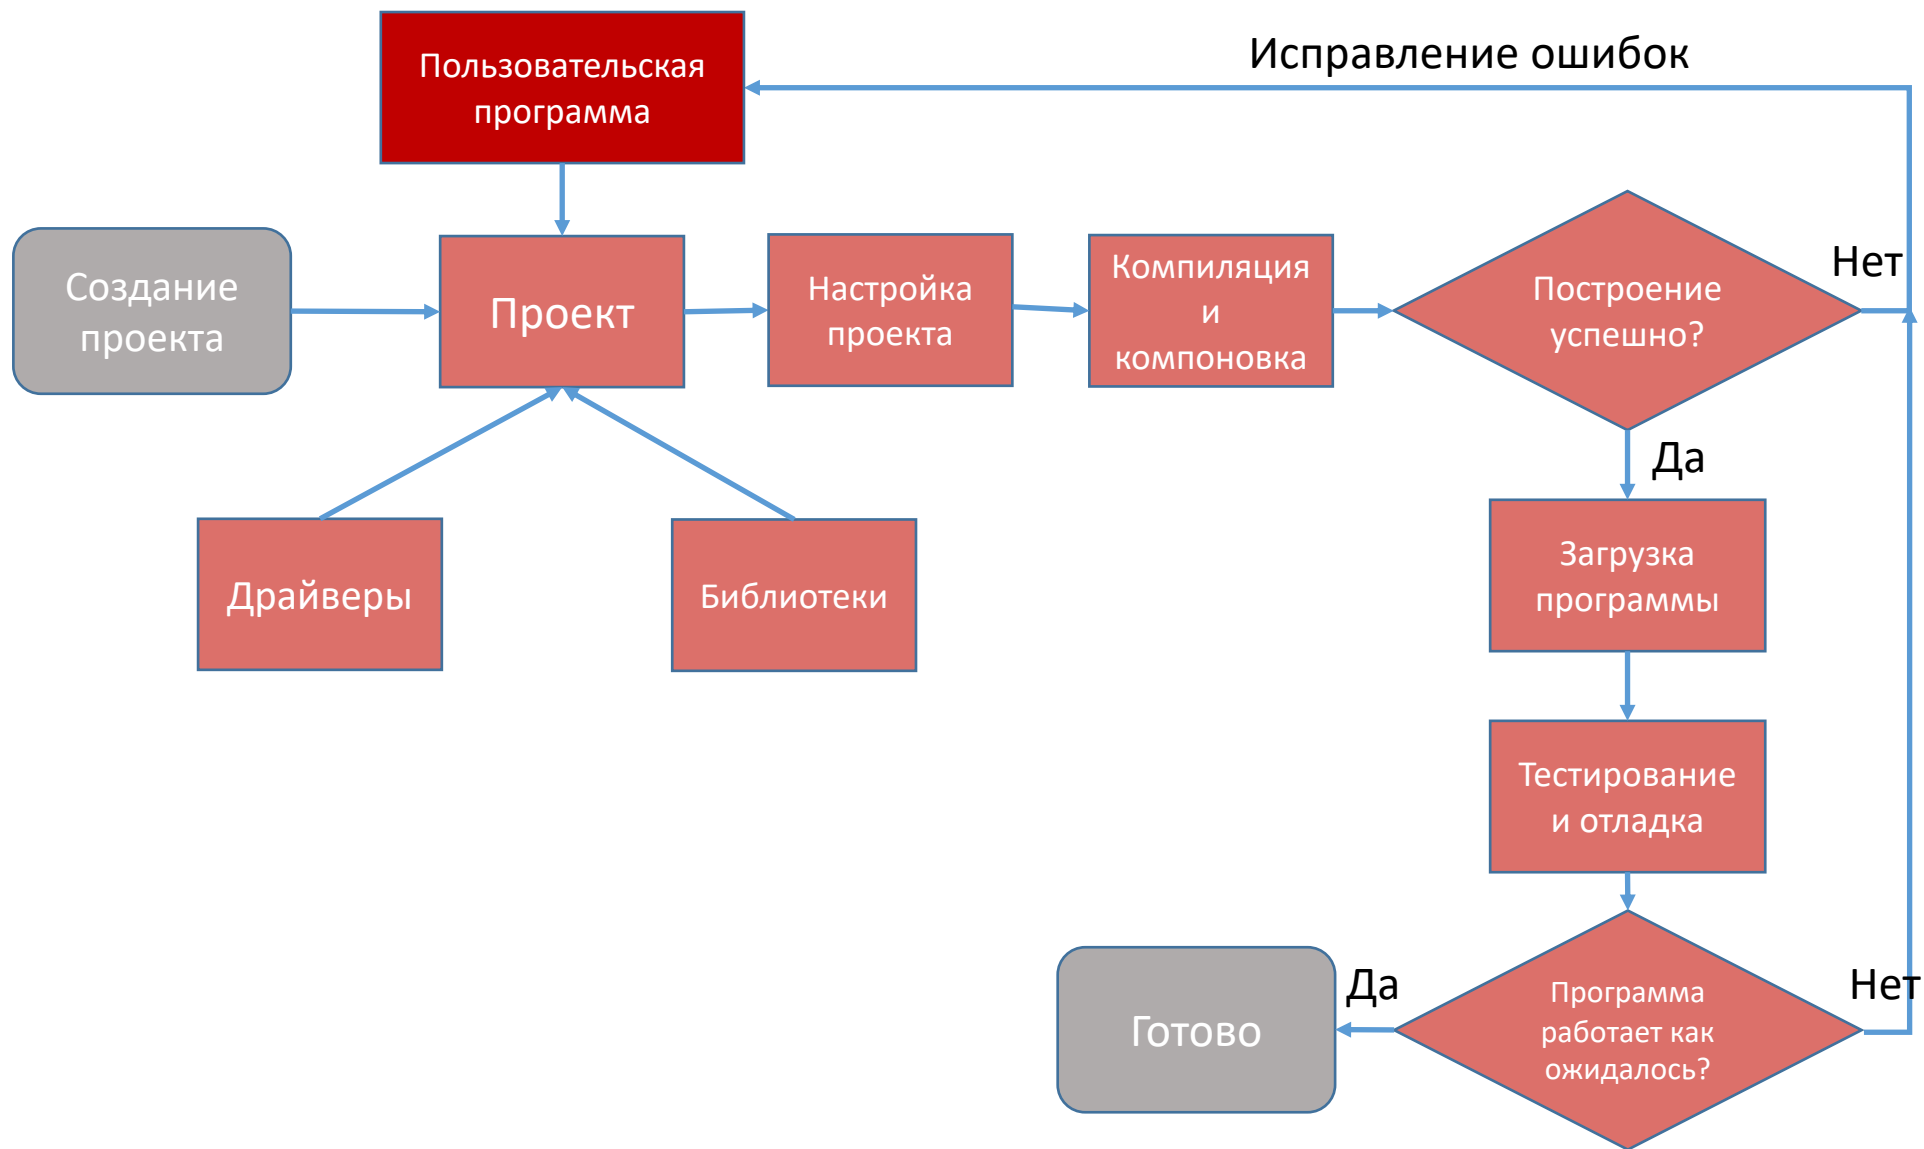 Пользовательская
программа
Исправление ошибок
Создание
проекта
Проект
Настройка
проекта
Компиляция
и
компоновка
Построение
успешно?
Нет
Да
Драйверы
Библиотеки
Загрузка
программы
Тестирование
и отладка
Готово
Да
Программа
работает как
ожидалось?
Нет